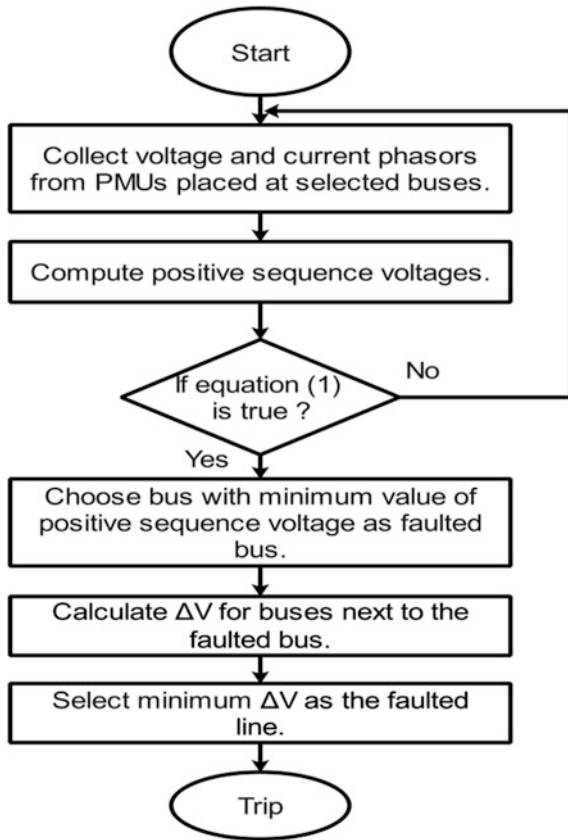 Start
Collect voltage and current phasors
from PMUs placed at selected buses.
Compute positive sequence voltages.
If equation (1)
is true ?
No
Yes
Choose bus with minimum value of
positive sequence voltage as faulted
bus.
Calculate ΔV for buses next to the
faulted bus.
Select minimum ΔV as the faulted
line.
Trip